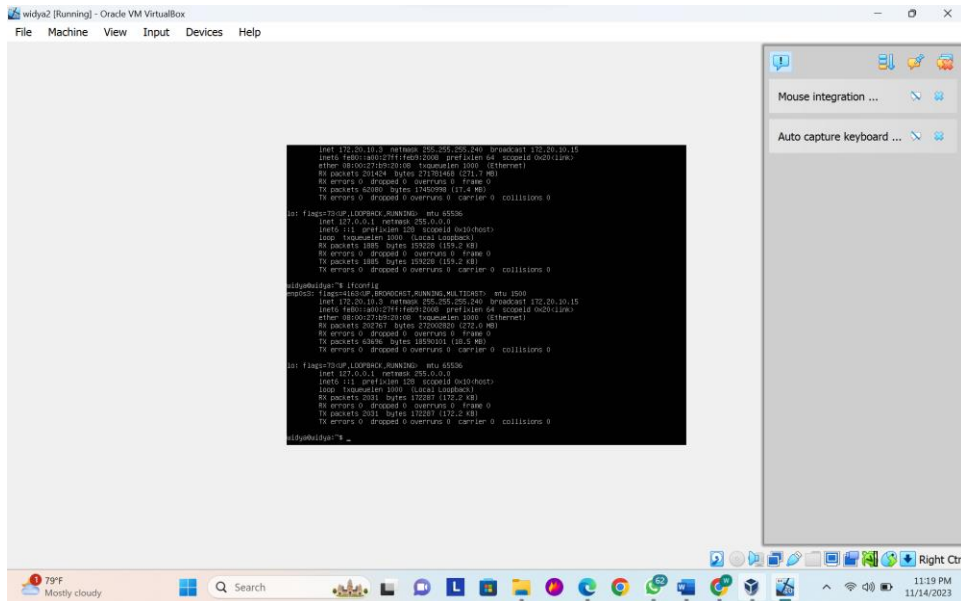 widya2 [Running] - Oracle VM VirtualBox
File Machine View Input Devices Help
Mouse integration ...
Auto capture keyboard ...
inet 172.20.10.3 netmask 255.255.255.240 broadcast 172.20.10.15
inet6 fe80::a00:27ff:feb9:2008 prefixlen 64 scopeid 0x20<link>
ether 08:00:27:b9:20:08 txqueuelen 1000 (Ethernet)
RX packets 201424 bytes 271781468 (271.7 MB)
RX errors 0 dropped 0 overruns 0 frame 0
TX packets 62080 bytes 17450998 (17.4 MB)
TX errors 0 dropped 0 overruns 0 carrier 0 collisions 0
lo: flags=73<UP,LOOPBACK,RUNNING> mtu 65536
inet 127.0.0.1 netmask 255.0.0.0
inet6 ::1 prefixlen 128 scopeid 0x10<host>
loop txqueuelen 1000 (Local Loopback)
RX packets 1885 bytes 159228 (159.2 KB)
RX errors 0 dropped 0 overruns 0 frame 0
TX packets 1885 bytes 159228 (159.2 KB)
TX errors 0 dropped 0 overruns 0 carrier 0 collisions 0
widya@widya:~$ ifconfig
enp0s3: flags=4163<UP,BROADCAST,RUNNING,MULTICAST> mtu 1500
inet 172.20.10.3 netmask 255.255.255.240 broadcast 172.20.10.15
inet6 fe80::a00:27ff:feb9:2008 prefixlen 64 scopeid 0x20<link>
ether 08:00:27:b9:20:08 txqueuelen 1000 (Ethernet)
RX packets 202767 bytes 272002820 (272.0 MB)
RX errors 0 dropped 0 overruns 0 frame 0
TX packets 63696 bytes 18590101 (18.5 MB)
TX errors 0 dropped 0 overruns 0 carrier 0 collisions 0
lo: flags=73<UP,LOOPBACK,RUNNING> mtu 65536
inet 127.0.0.1 netmask 255.0.0.0
inet6 ::1 prefixlen 128 scopeid 0x10<host>
loop txqueuelen 1000 (Local Loopback)
RX packets 2031 bytes 172287 (172.2 KB)
RX errors 0 dropped 0 overruns 0 frame 0
TX packets 2031 bytes 172287 (172.2 KB)
TX errors 0 dropped 0 overruns 0 carrier 0 collisions 0
widya@widya:~$ _
Right Ctr
1
79°F
Mostly cloudy
Search
L
62
W
11:19 PM
11/14/2023